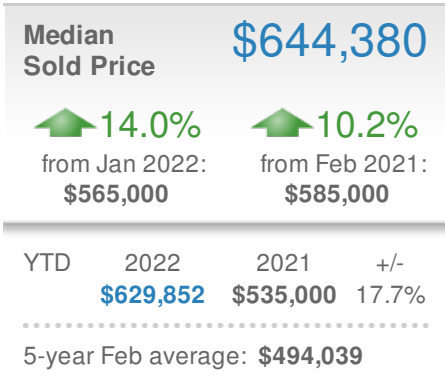 Median
Sold Price
$644,380
14.0% 10.2%
from Jan 2022: from Feb 2021:
$565,000 $585,000
YTD 2022 2021 +/-
$629,852 $535,000 17.7%
5-year Feb average: $494,039